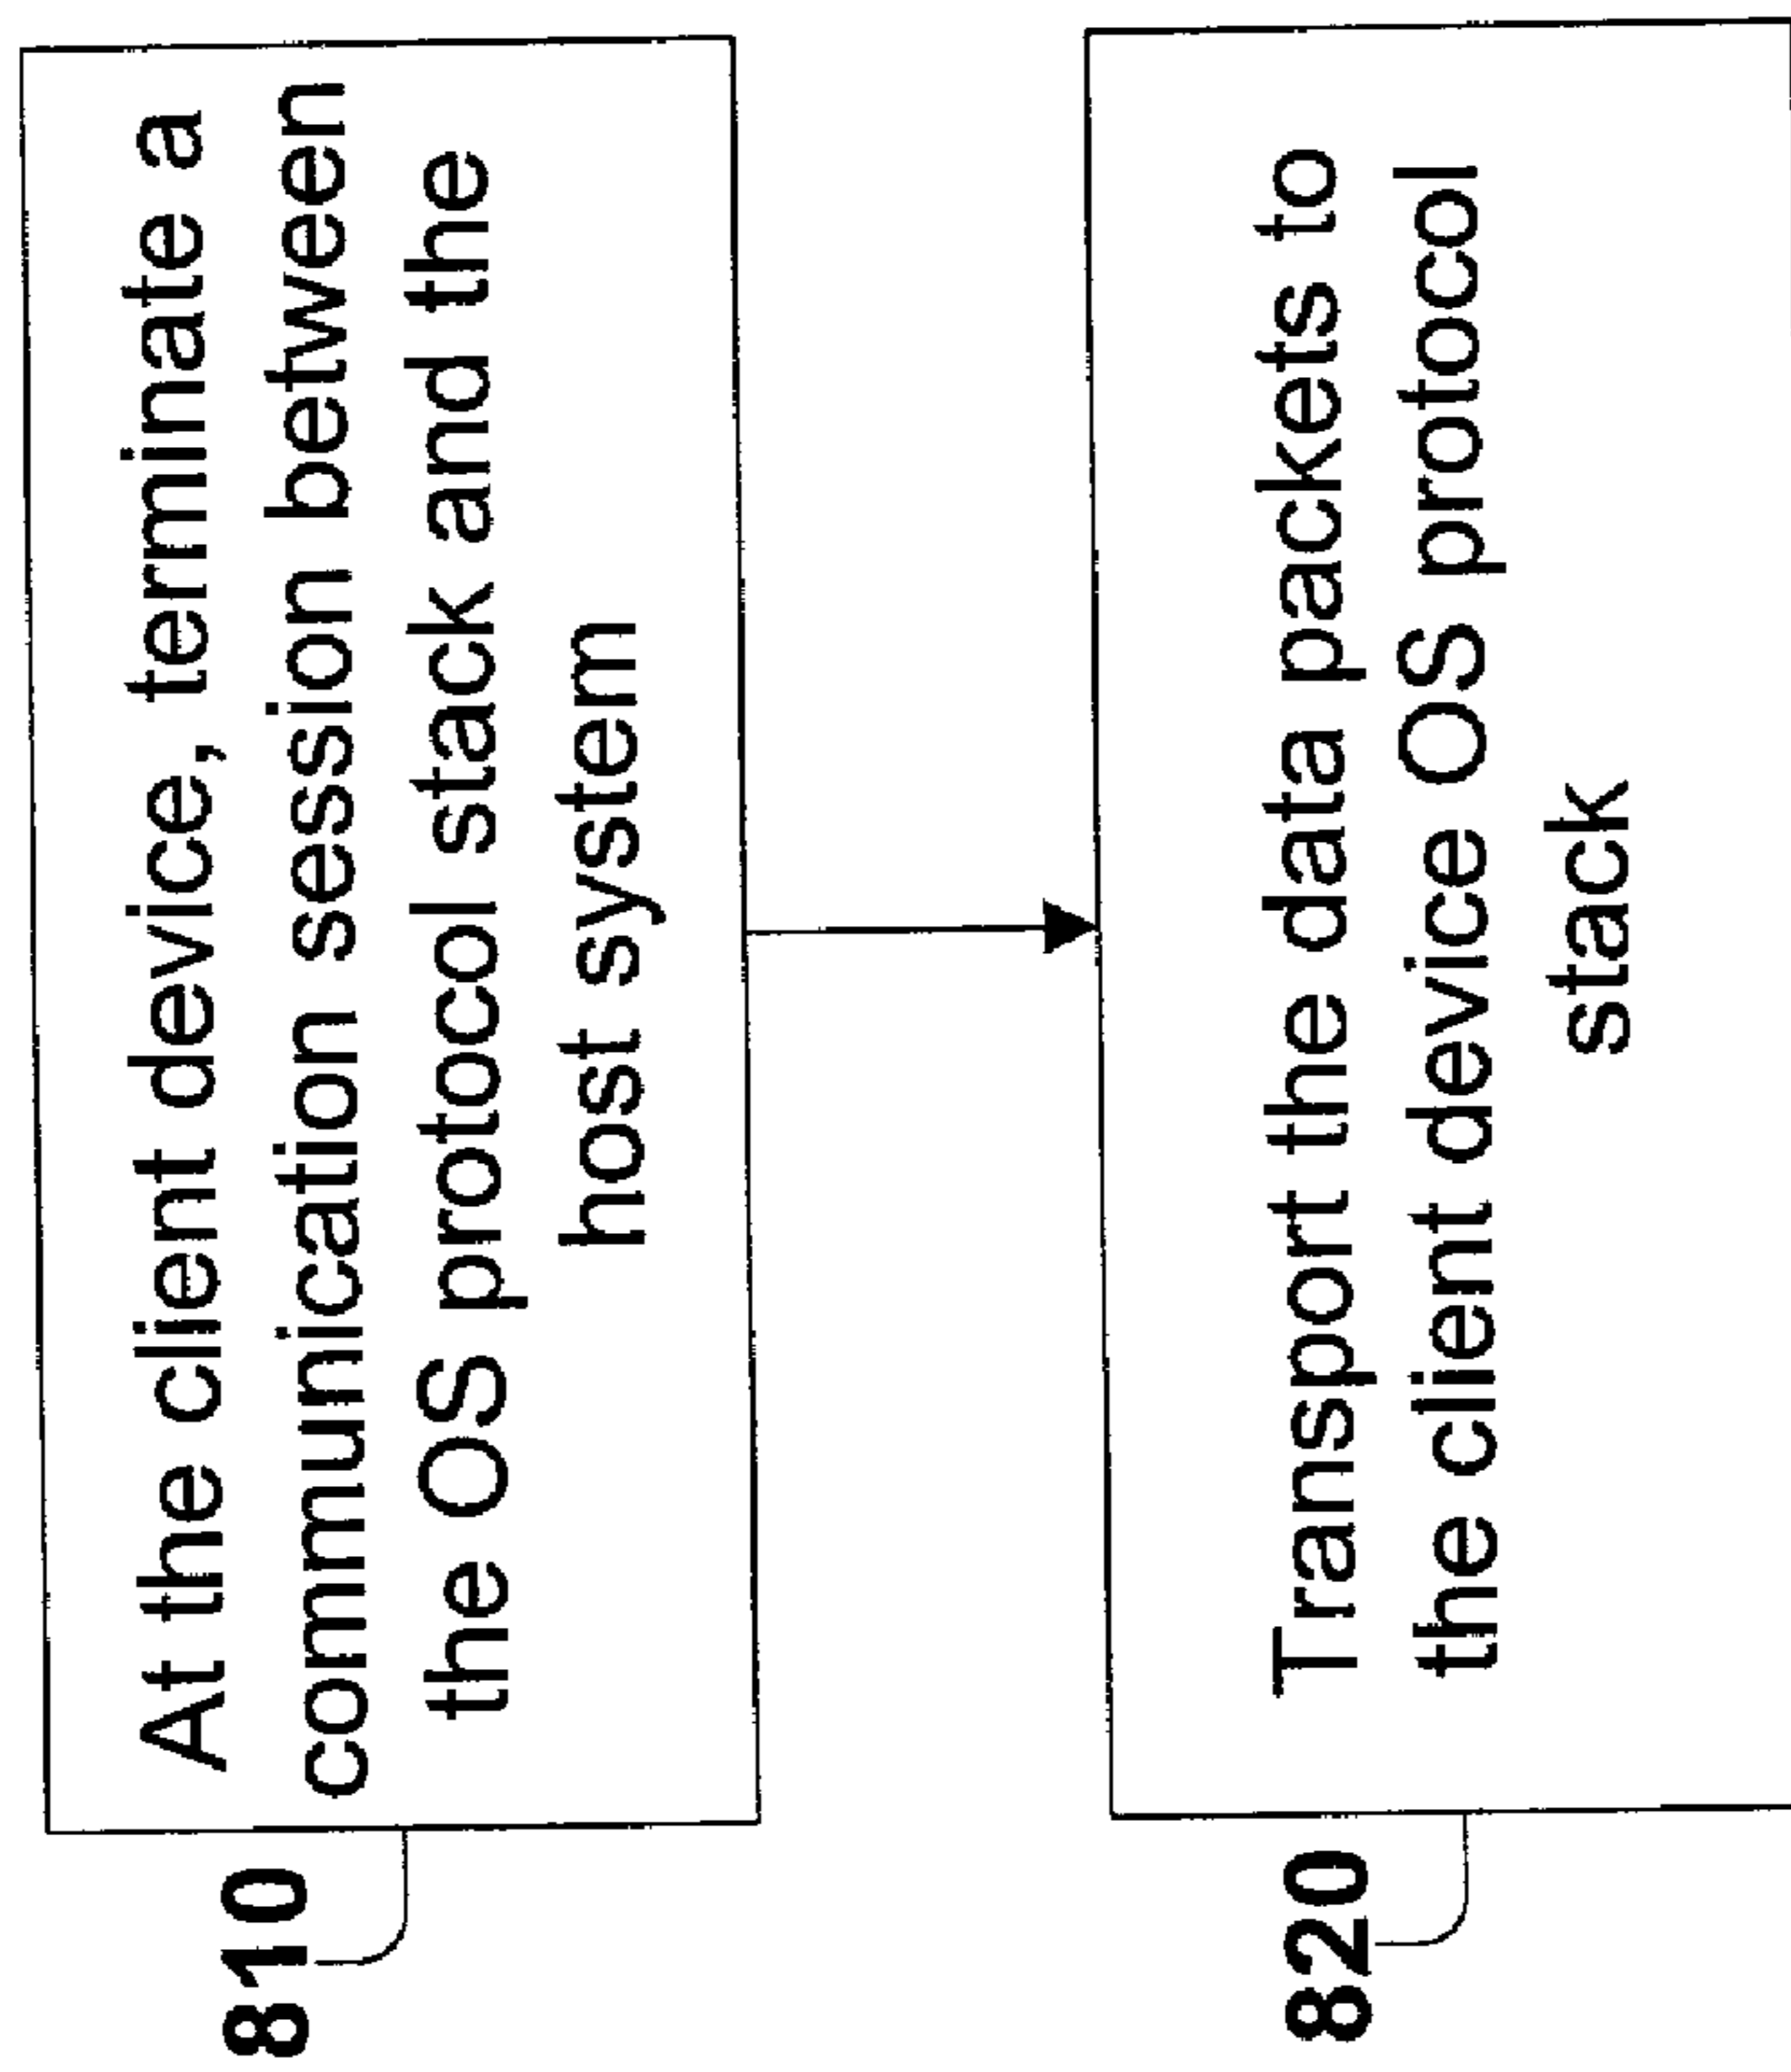 810
At the client device, terminate a
communication session between
the OS protocol stack and the
host system
820
Transport the data packets to
the client device OS protocol
stack